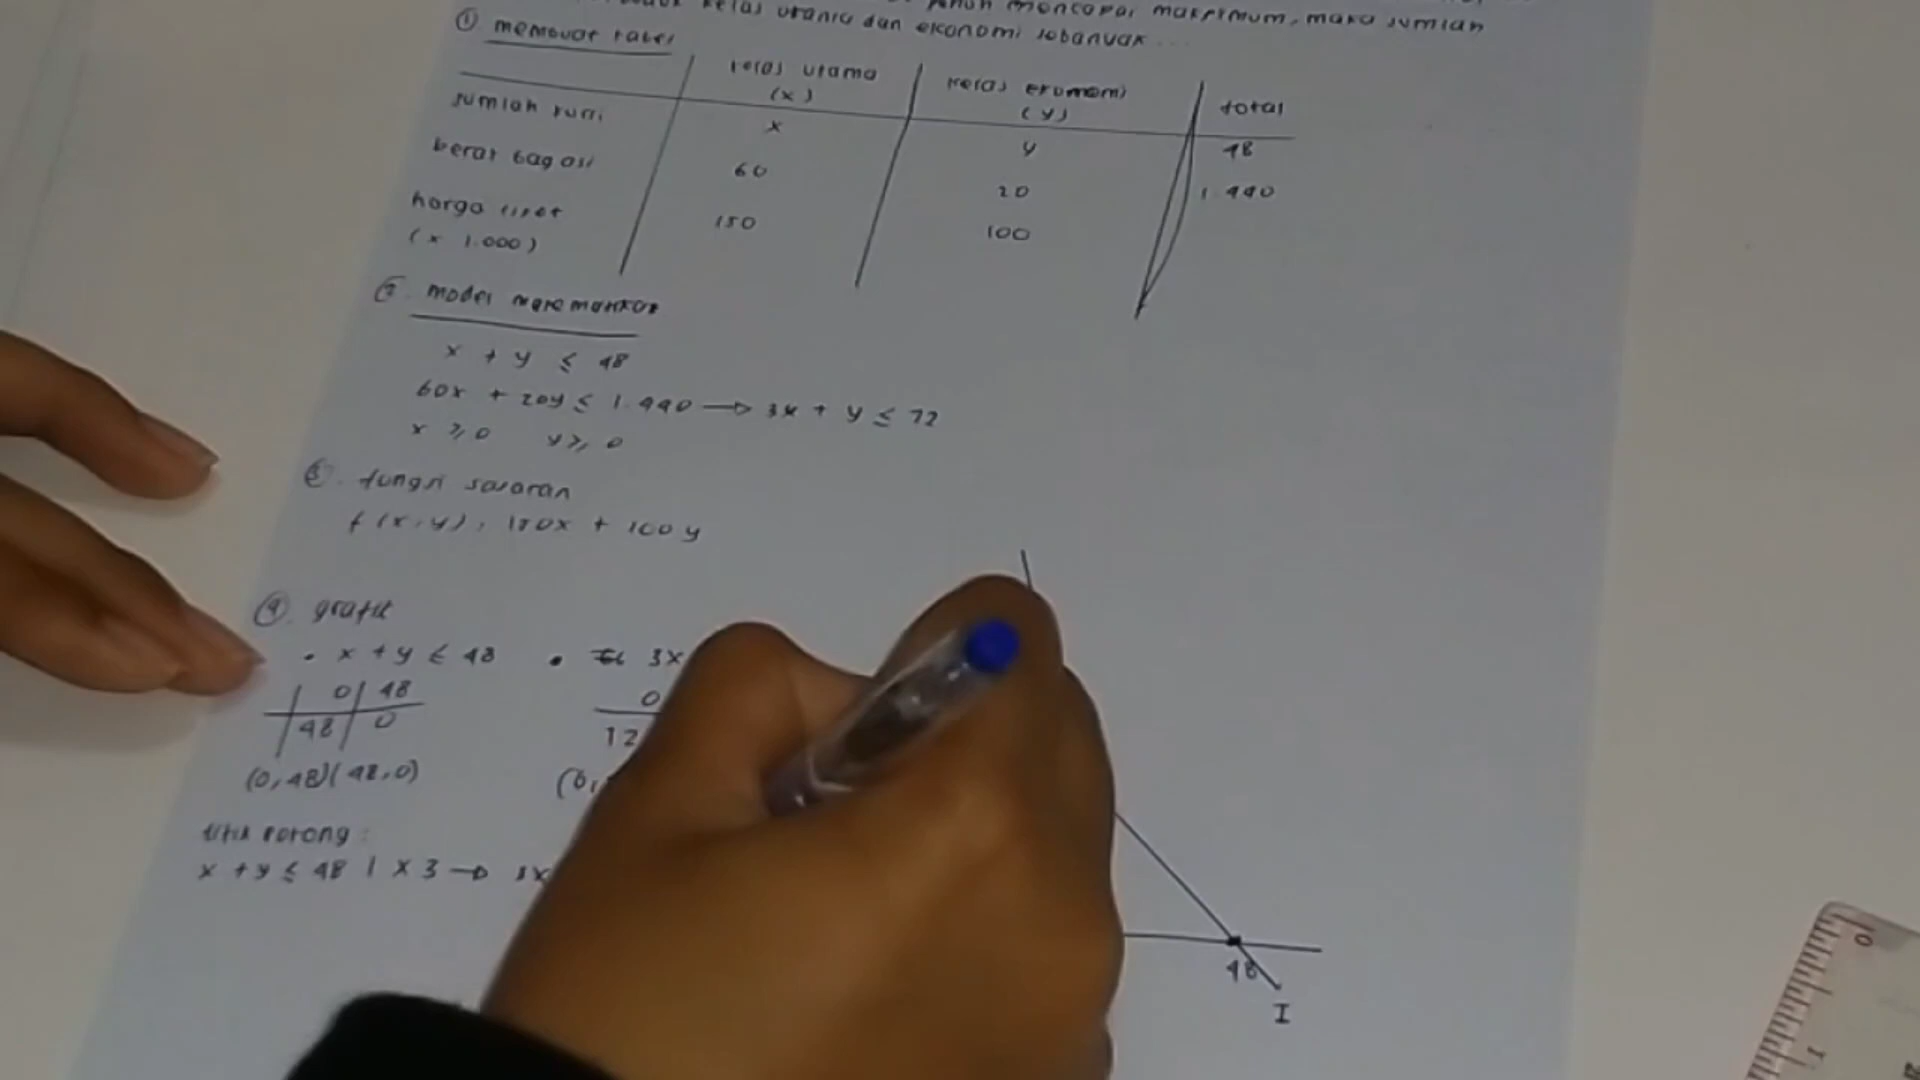 mencapai maksimum, maka jumlah
kelas utama dan ekonomi sebanyak ...
① membuat tabel
kelas utama (x)
kelas ekonomi (y)
total
jumlah kursi x y 48
berat bagasi 60 20 1.440
harga tiket 150 100
(x 1.000)
②. model matematika
x + y ≤ 48
60x + 20y ≤ 1.440 → 3x + y ≤ 72
x ≥ 0 y ≥ 0
③. fungsi sasaran
f(x,y) = 150x + 100y
④. grafik
• x + y ≤ 48 • 3x
0 | 48
48 | 0
0
(0,48)(48,0)
(0,
titik potong :
x + y ≤ 48 | x 3 → 3x
48
I